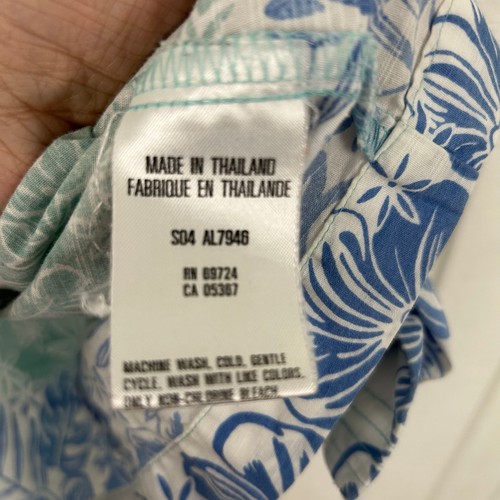 MADE IN THAILAND
FABRIQUE EN THAILANDE
S04 AL7946
RN 69724
CA 05367
MACHINE WASH, COLD, GENTLE
CYCLE. WASH WITH LIKE COLORS.
ONLY NON-CHLORINE BLEACH